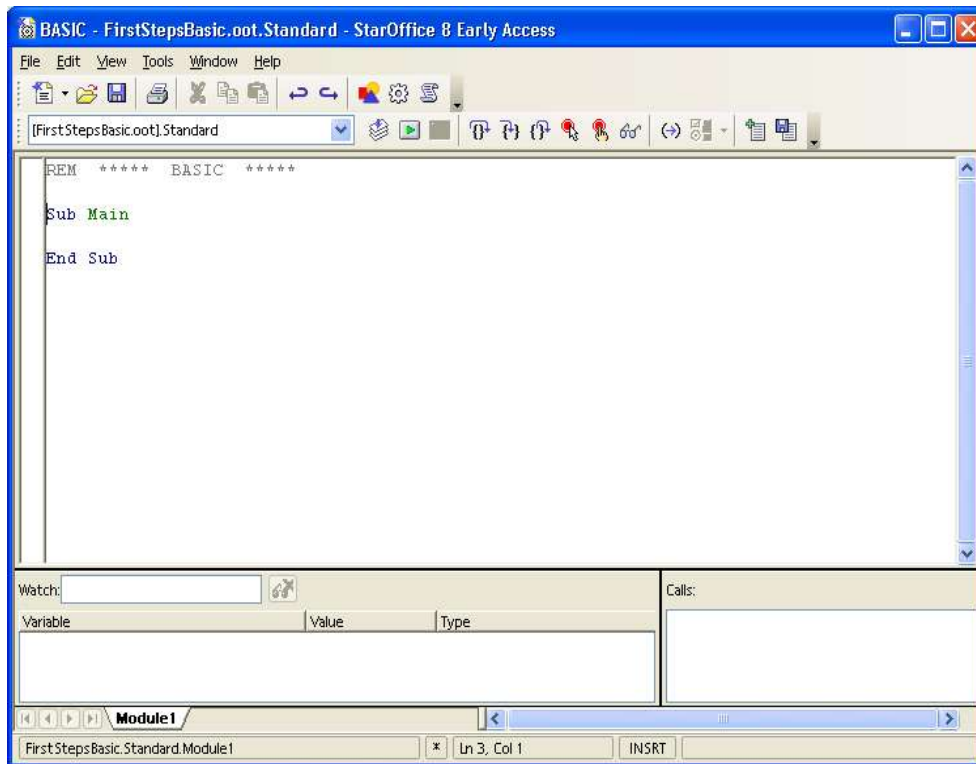 BASIC - FirstStepsBasic.oot.Standard - StarOffice 8 Early Access
File Edit View Tools Window Help
[FirstStepsBasic.oot].Standard
REM ***** BASIC *****
Sub Main
End Sub
Watch:
Calls:
Variable Value Type
Module1
FirstStepsBasic.Standard.Module1 * Ln 3, Col 1 INSRT